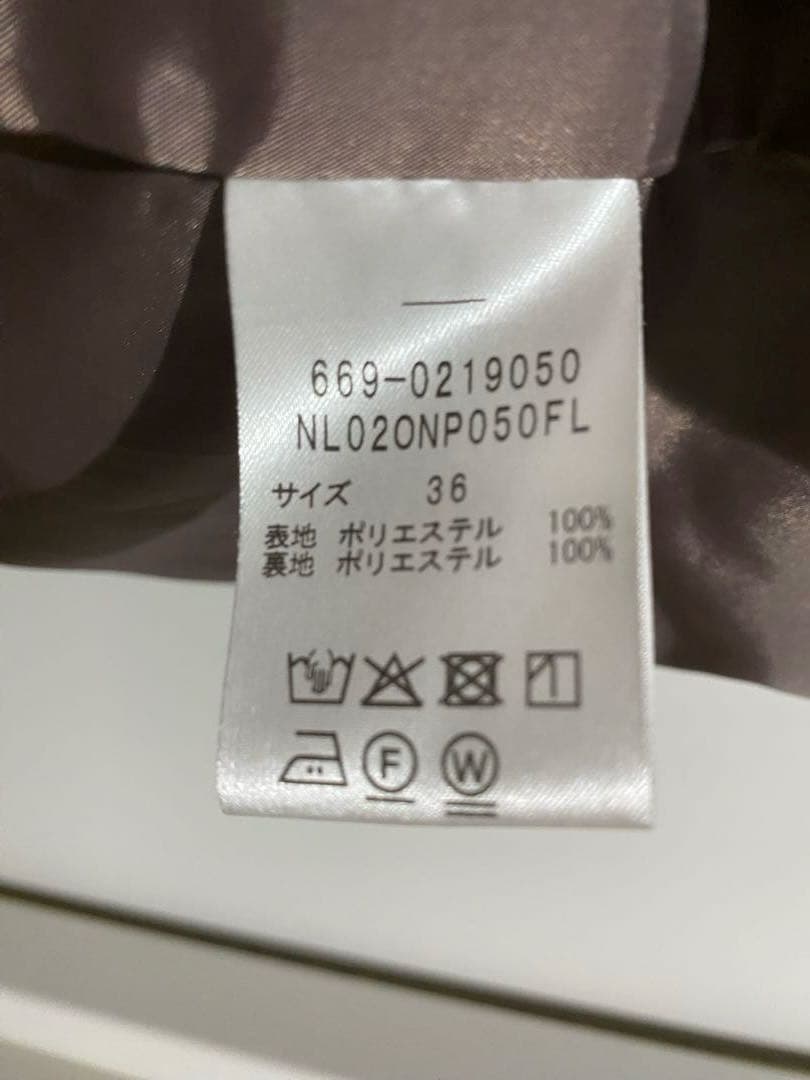 669-0219050
NL02ONP050FL
サイズ 36
表地 ポリエステル 100%
裏地 ポリエステル 100%
F W